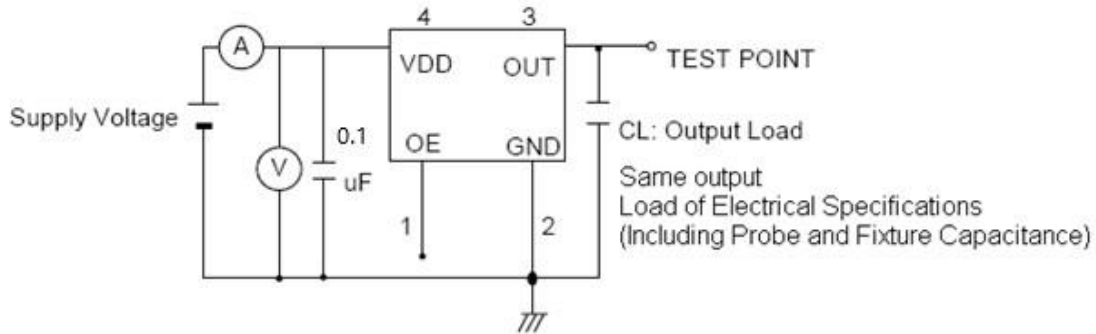 4 3
A
VDD OUT
TEST POINT
Supply Voltage
0.1
uF
V
OE GND
CL: Output Load
Same output
Load of Electrical Specifications
(Including Probe and Fixture Capacitance)
1 2